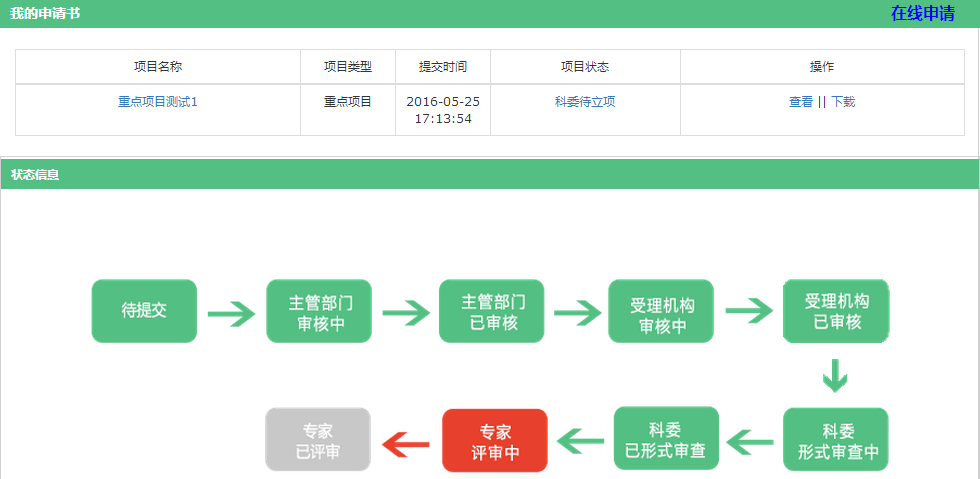 我的申请书
在线申请
项目名称 项目类型 提交时间 项目状态 操作
重点项目测试1 重点项目 2016-05-25 科委待立项 查看 || 下载
17:13:54
状态信息
待提交
主管部门
审核中
主管部门
已审核
受理机构
审核中
受理机构
已审核
科委
形式审查中
科委
已形式审查
专家
评审中
专家
已评审